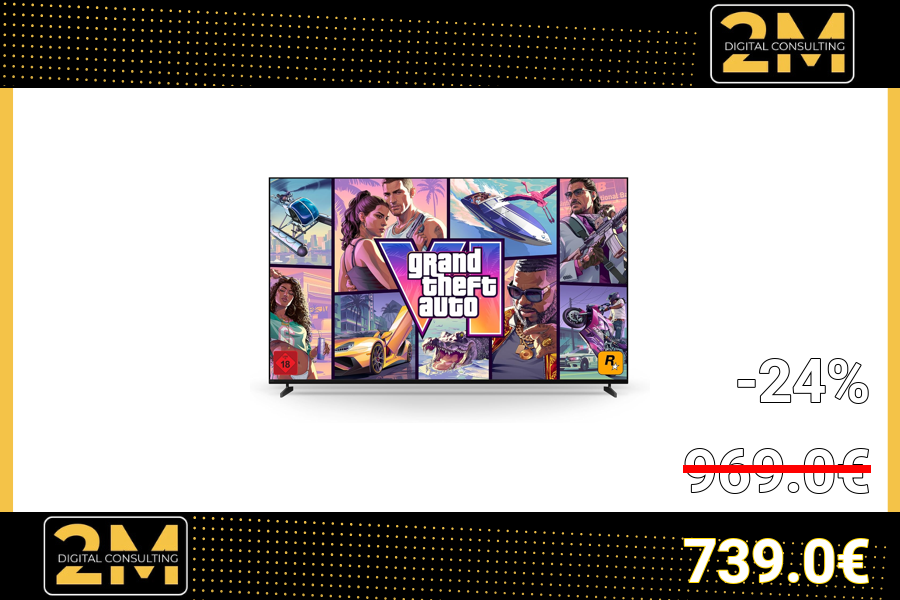 2M
DIGITAL CONSULTING
grand
theft
auto
VI
18
R
-24%
969.0€
2M
DIGITAL CONSULTING
739.0€